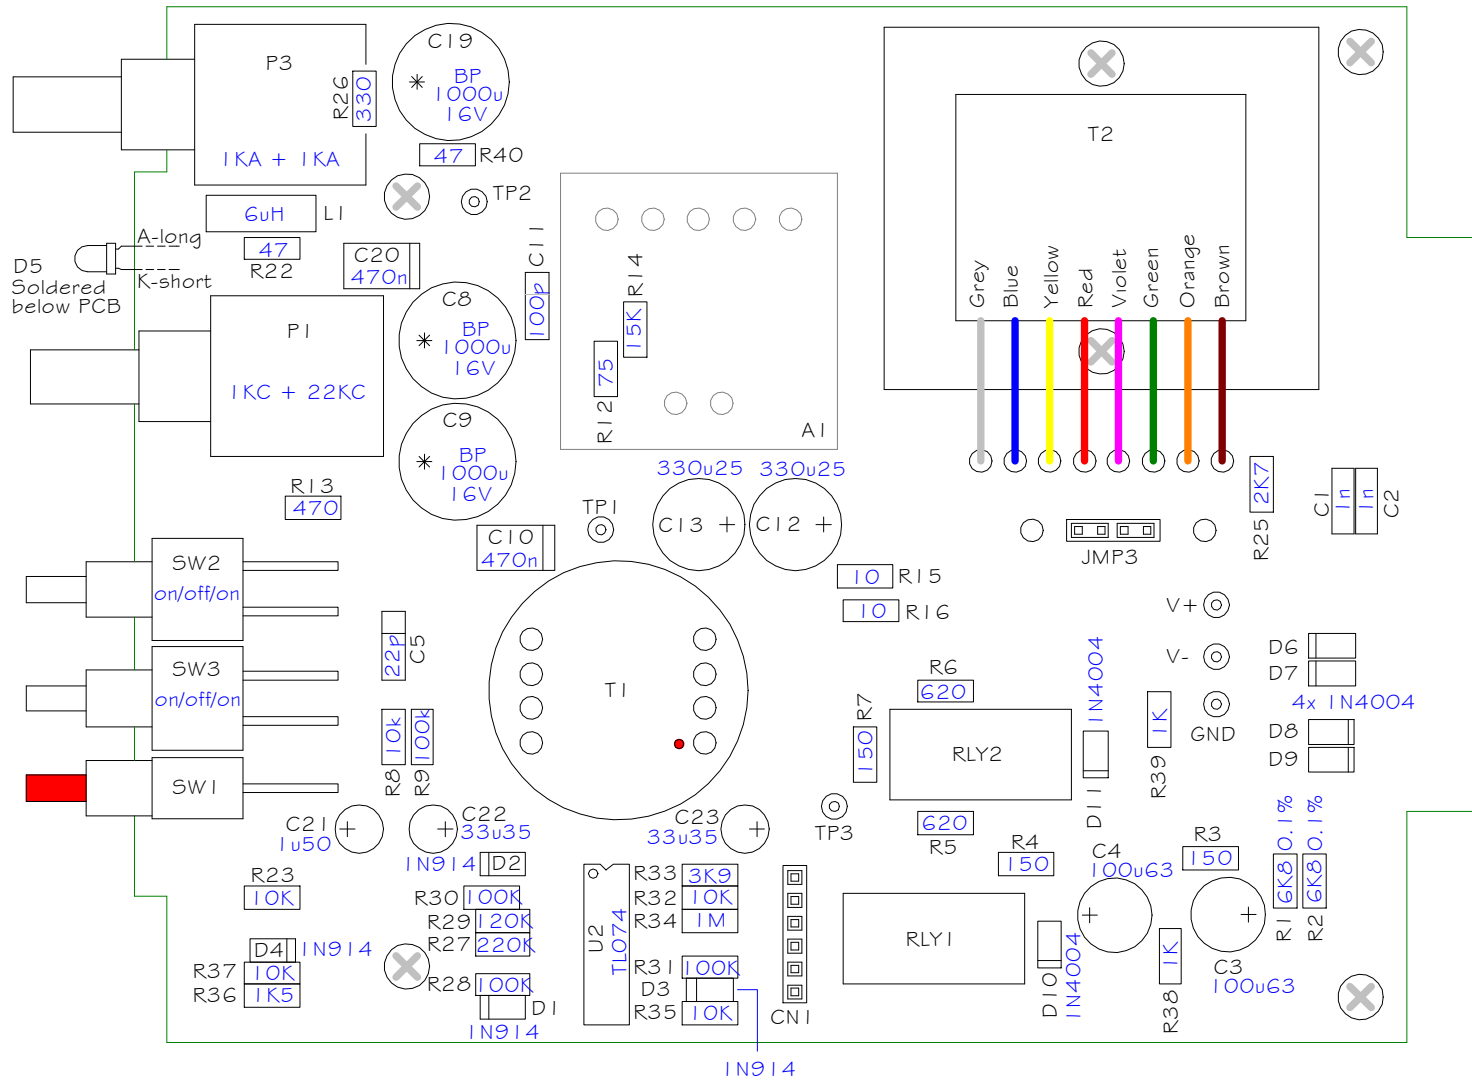 P3
1KA + 1KA
R26
330
C19
BP
1000u
16V
47 R40
TP2
T2
6uH L1
A-long
47
R22
K-short
D5
Soldered
below PCB
C20
470n
C11
100p
R14
15K
75
R12
A1
Grey
Blue
Yellow
Red
Violet
Green
Orange
Brown
P1
1KC + 22KC
C8
BP
1000u
16V
C9
BP
1000u
16V
330u25 330u25
C13 + C12 +
R13
470
TP1
C10
470n
JMP3
2K7
R25
C1
1n
1n
C2
SW2
on/off/on
10 R15
10 R16
V+
V-
GND
22p
C5
SW3
on/off/on
T1
R6
620
R7
150
RLY2
620
R5
1N4004
D11
1K
R39
D6
D7
4x 1N4004
D8
D9
10k
R8
100k
R9
SW1
C21
1u50
+
C22
33u35
+
C23
33u35
+
TP3
1N914 D2
R4
150
C4
100u63
+
R3
150
0.1%
6K8
R1
0.1%
6K8
R2
R23
10K
R30 100K
R29 120K
R27 220K
R28 100K
D1
1N914
U2
TL074
R33 3K9
R32 10K
R34 1M
R31 100K
D3
R35 10K
1N914
CN1
RLY1
D10
1N4004
1K
R38
+
C3
100u63
D4 1N914
R37 10K
R36 1K5